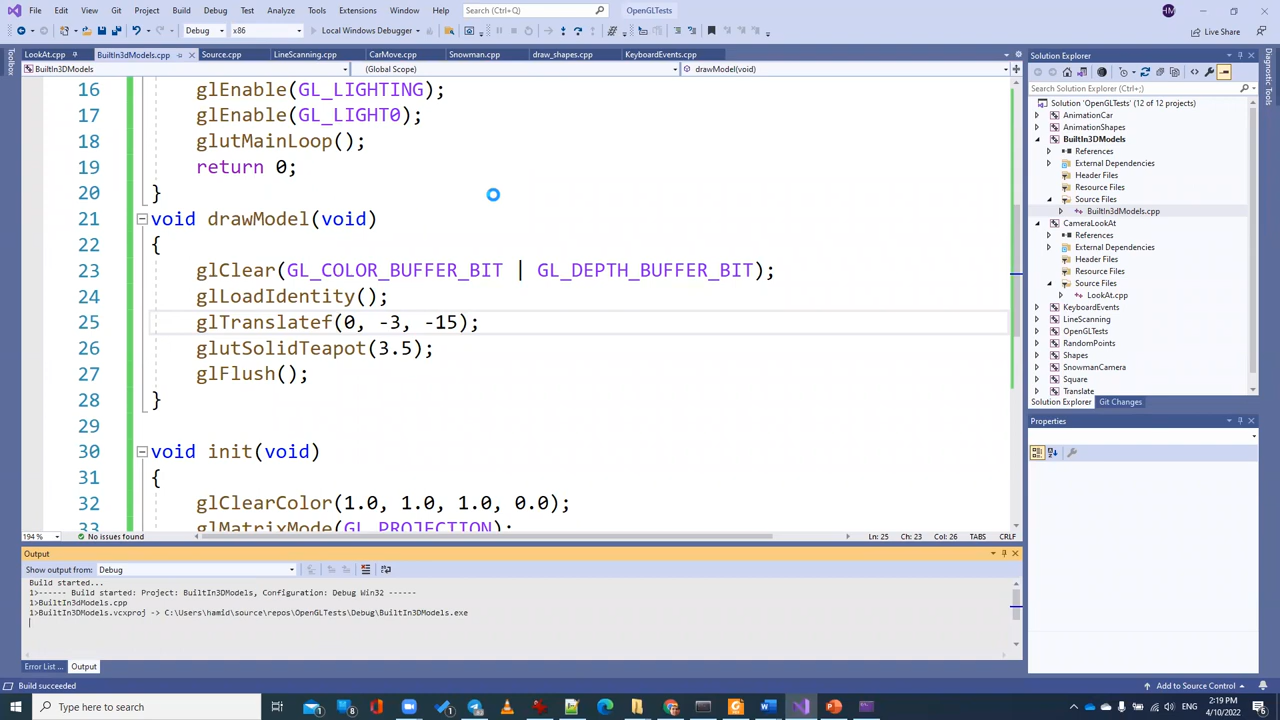 File Edit View Git Project Build Debug Test Analyze Tools Extensions Window Help Search (Ctrl+Q) OpenGLTests HM
Debug x86 Local Windows Debugger Live Share
LookAt.cpp BuiltIn3dModels.cpp Source.cpp LineScanning.cpp CarMove.cpp Snowman.cpp draw_shapes.cpp KeyboardEvents.cpp
BuiltIn3DModels (Global Scope) drawModel(void)
16 glEnable(GL_LIGHTING);
17 glEnable(GL_LIGHT0);
18 glutMainLoop();
19 return 0;
20 }
21 void drawModel(void)
22 {
23 glClear(GL_COLOR_BUFFER_BIT | GL_DEPTH_BUFFER_BIT);
24 glLoadIdentity();
25 glTranslatef(0, -3, -15);
26 glutSolidTeapot(3.5);
27 glFlush();
28 }
29
30 void init(void)
31 {
32 glClearColor(1.0, 1.0, 1.0, 0.0);
33 glMatrixMode(GL_PROJECTION);
194 % No issues found Ln: 25 Ch: 23 Col: 26 TABS CRLF
Output
Show output from: Debug
Build started...
1>------ Build started: Project: BuiltIn3DModels, Configuration: Debug Win32 ------
1>BuiltIn3dModels.cpp
1>BuiltIn3DModels.vcxproj -> C:\Users\hamid\source\repos\OpenGLTests\Debug\BuiltIn3DModels.exe
Error List ... Output
Build succeeded
Add to Source Control
Toolbox
Diagnostic Tools
Solution Explorer
Search Solution Explorer (Ctrl+;)
Solution 'OpenGLTests' (12 of 12 projects)
AnimationCar
AnimationShapes
BuiltIn3DModels
References
External Dependencies
Header Files
Resource Files
Source Files
BuiltIn3dModels.cpp
CameraLookAt
References
External Dependencies
Header Files
Resource Files
Source Files
LookAt.cpp
KeyboardEvents
LineScanning
OpenGLTests
RandomPoints
Shapes
SnowmanCamera
Square
Translate
Solution Explorer Git Changes
Properties
Type here to search
2:19 PM
4/10/2022